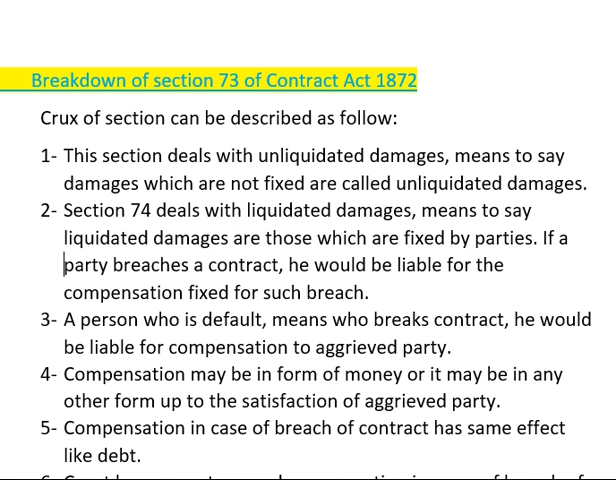 Breakdown of section 73 of Contract Act 1872
Crux of section can be described as follow:
1- This section deals with unliquidated damages, means to say
damages which are not fixed are called unliquidated damages.
2- Section 74 deals with liquidated damages, means to say
liquidated damages are those which are fixed by parties. If a
party breaches a contract, he would be liable for the
compensation fixed for such breach.
3- A person who is default, means who breaks contract, he would
be liable for compensation to aggrieved party.
4- Compensation may be in form of money or it may be in any
other form up to the satisfaction of aggrieved party.
5- Compensation in case of breach of contract has same effect
like debt.